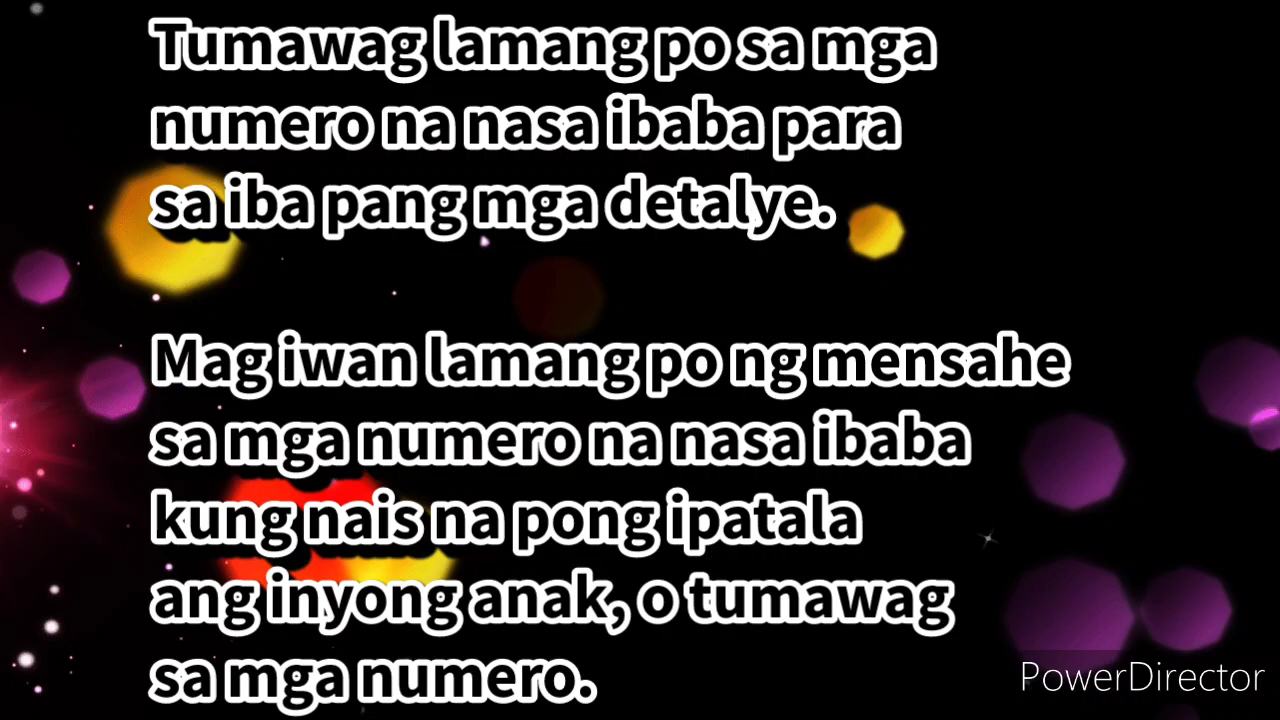 Tumawag lamang po sa mga
numero na nasa ibaba para
sa iba pang mga detalye.
Mag iwan lamang po ng mensahe
sa mga numero na nasa ibaba
kung nais na pong ipatala
ang inyong anak, o tumawag
sa mga numero.
PowerDirector